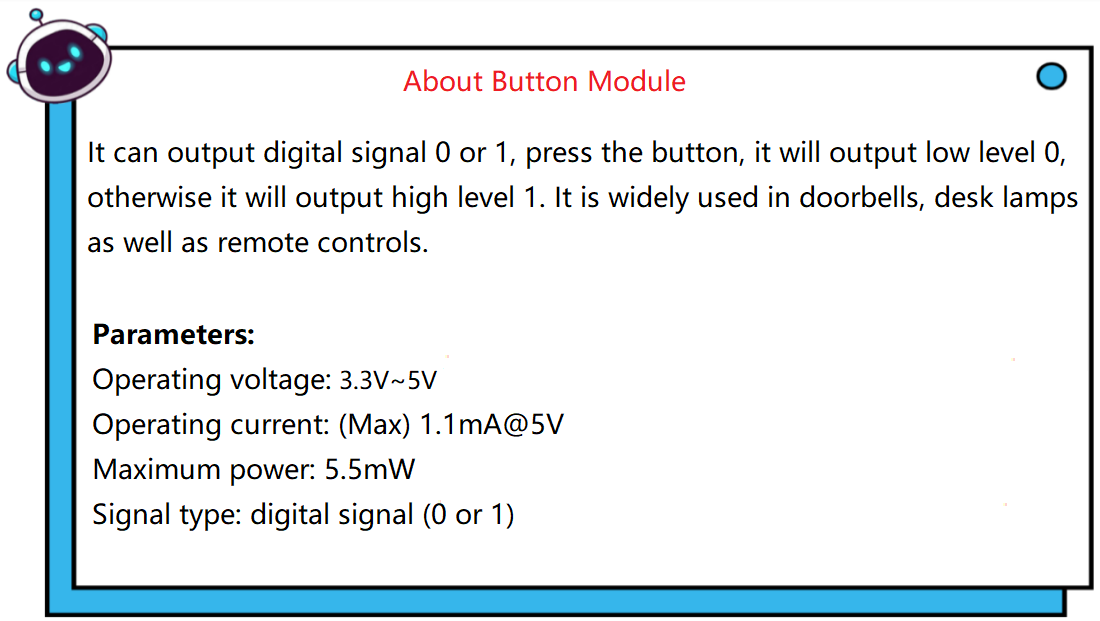 About Button Module
It can output digital signal 0 or 1, press the button, it will output low level 0,
otherwise it will output high level 1. It is widely used in doorbells, desk lamps
as well as remote controls.
Parameters:
Operating voltage: 3.3V~5V
Operating current: (Max) 1.1mA@5V
Maximum power: 5.5mW
Signal type: digital signal (0 or 1)